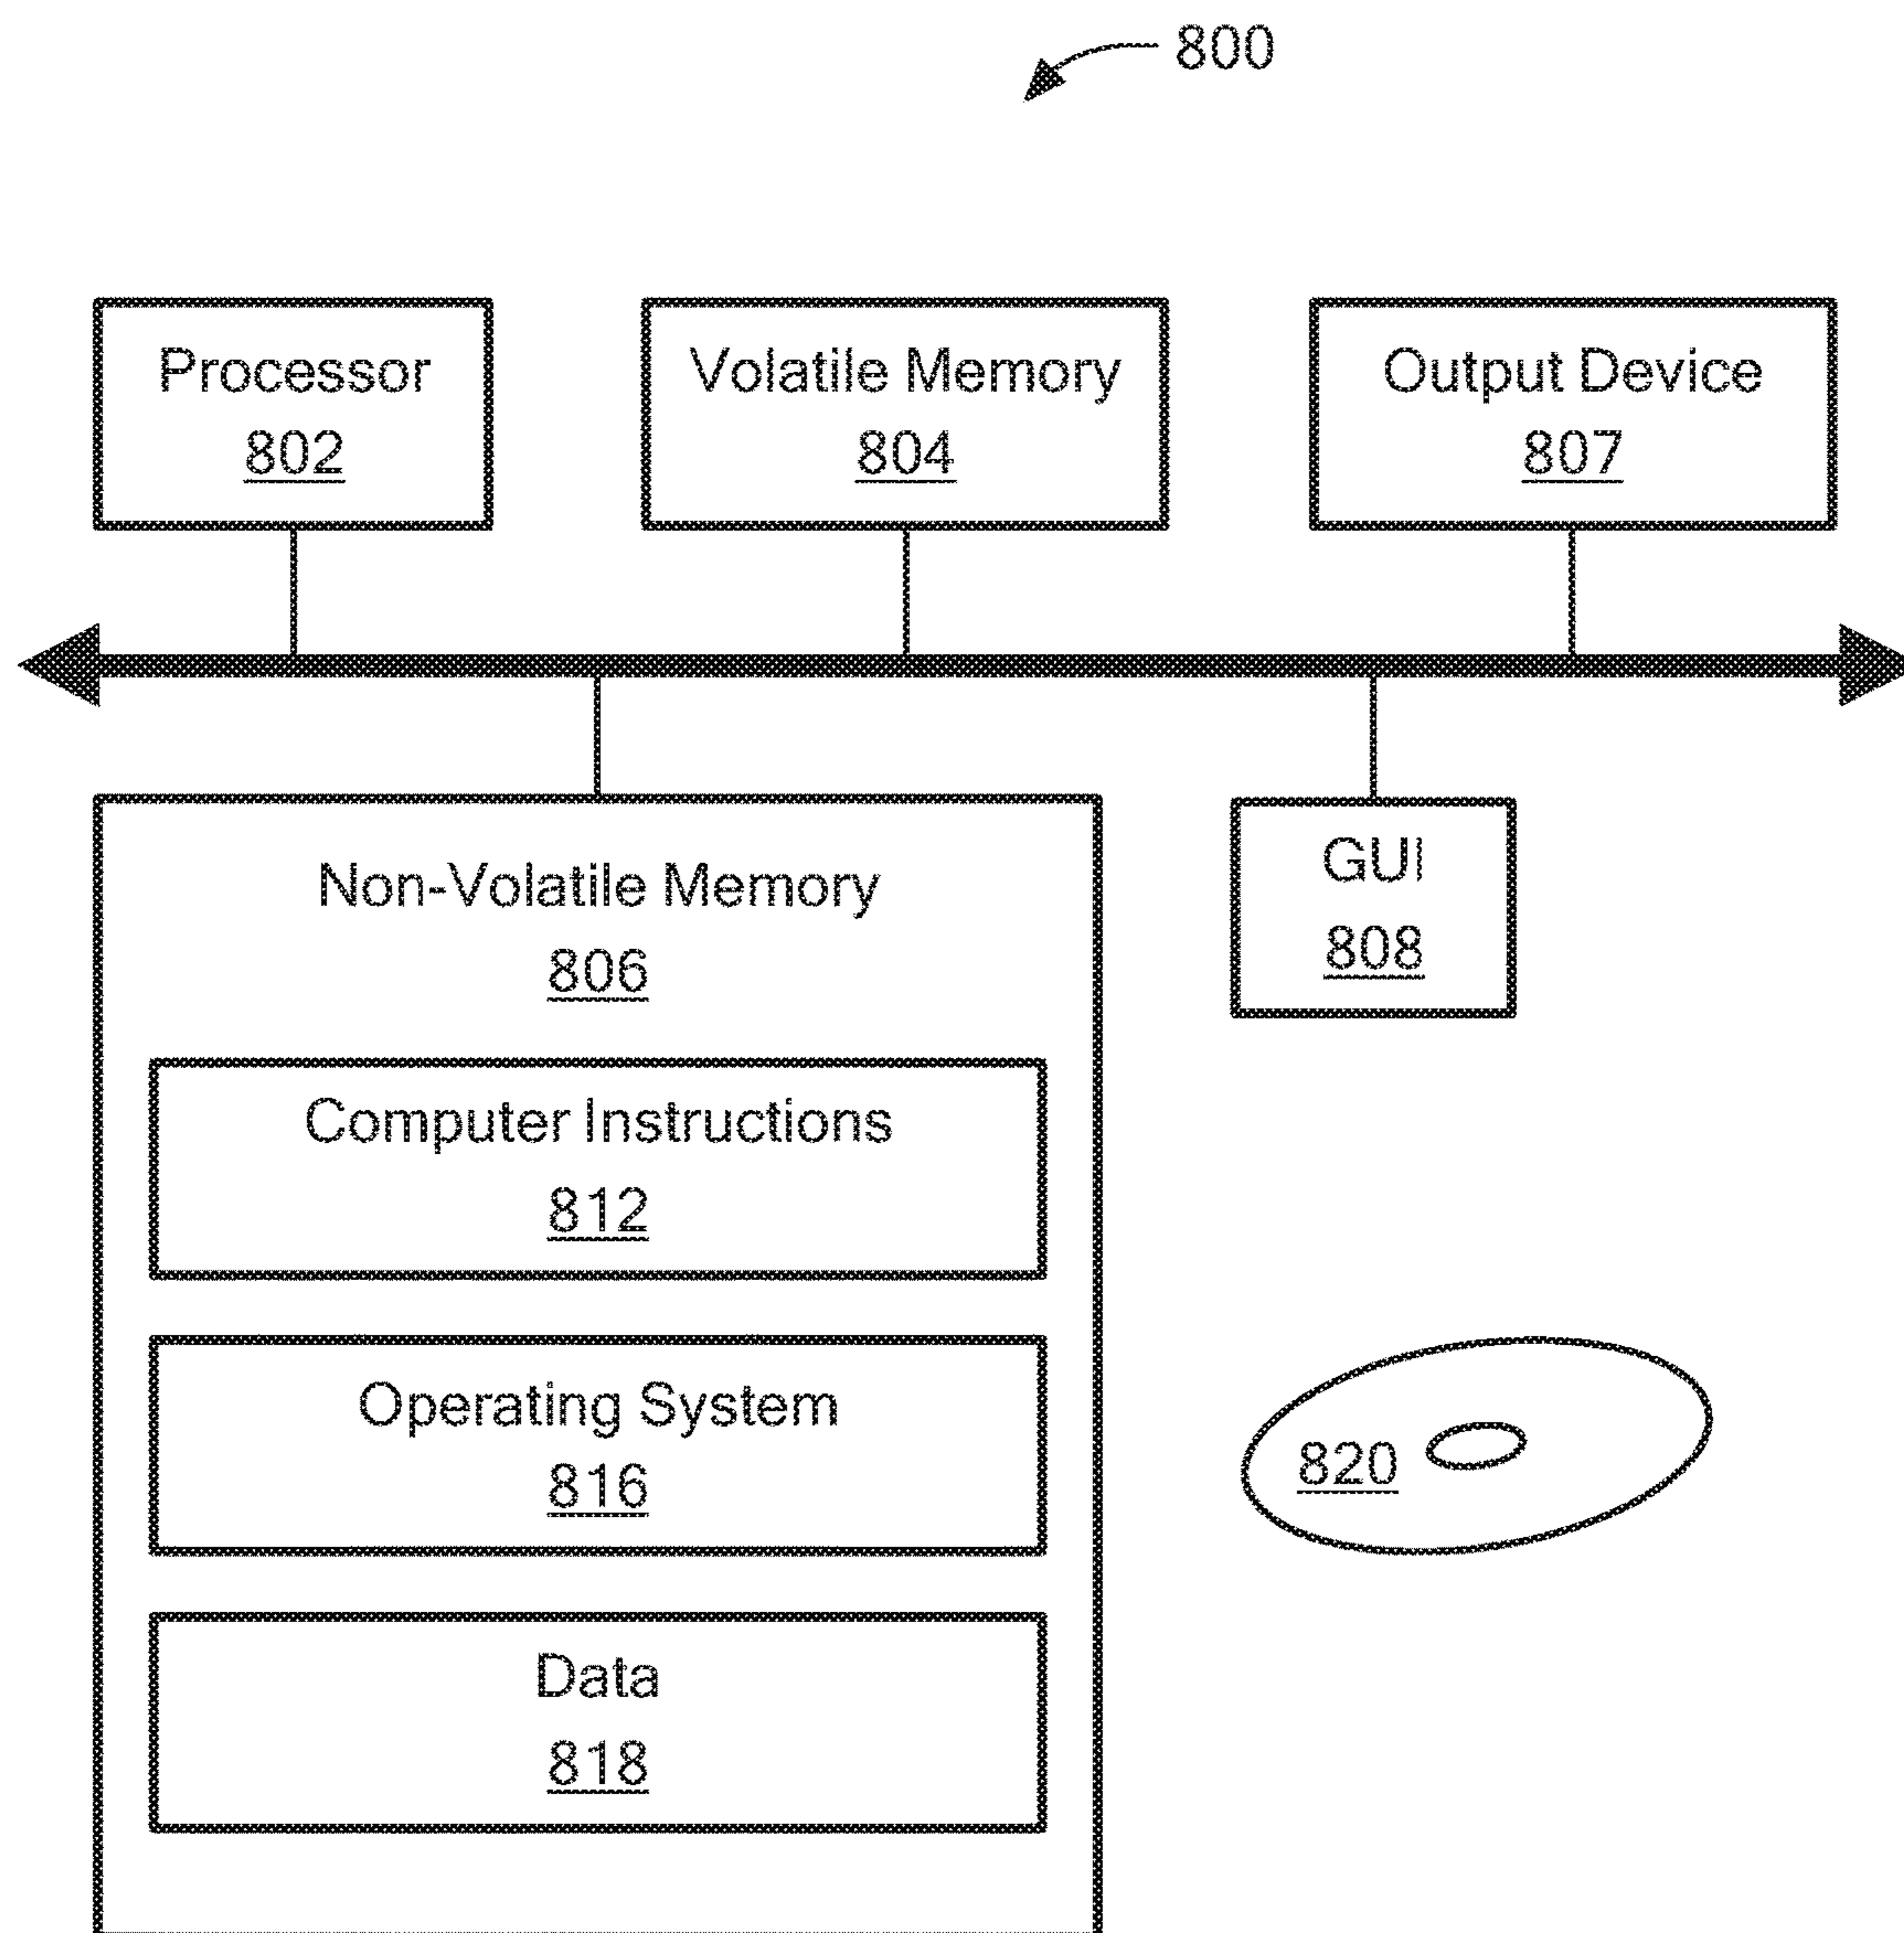 800
Processor
802
Volatile Memory
804
Output Device
807
Non-Volatile Memory
806
GUI
808
Computer Instructions
812
Operating System
816
820
Data
818